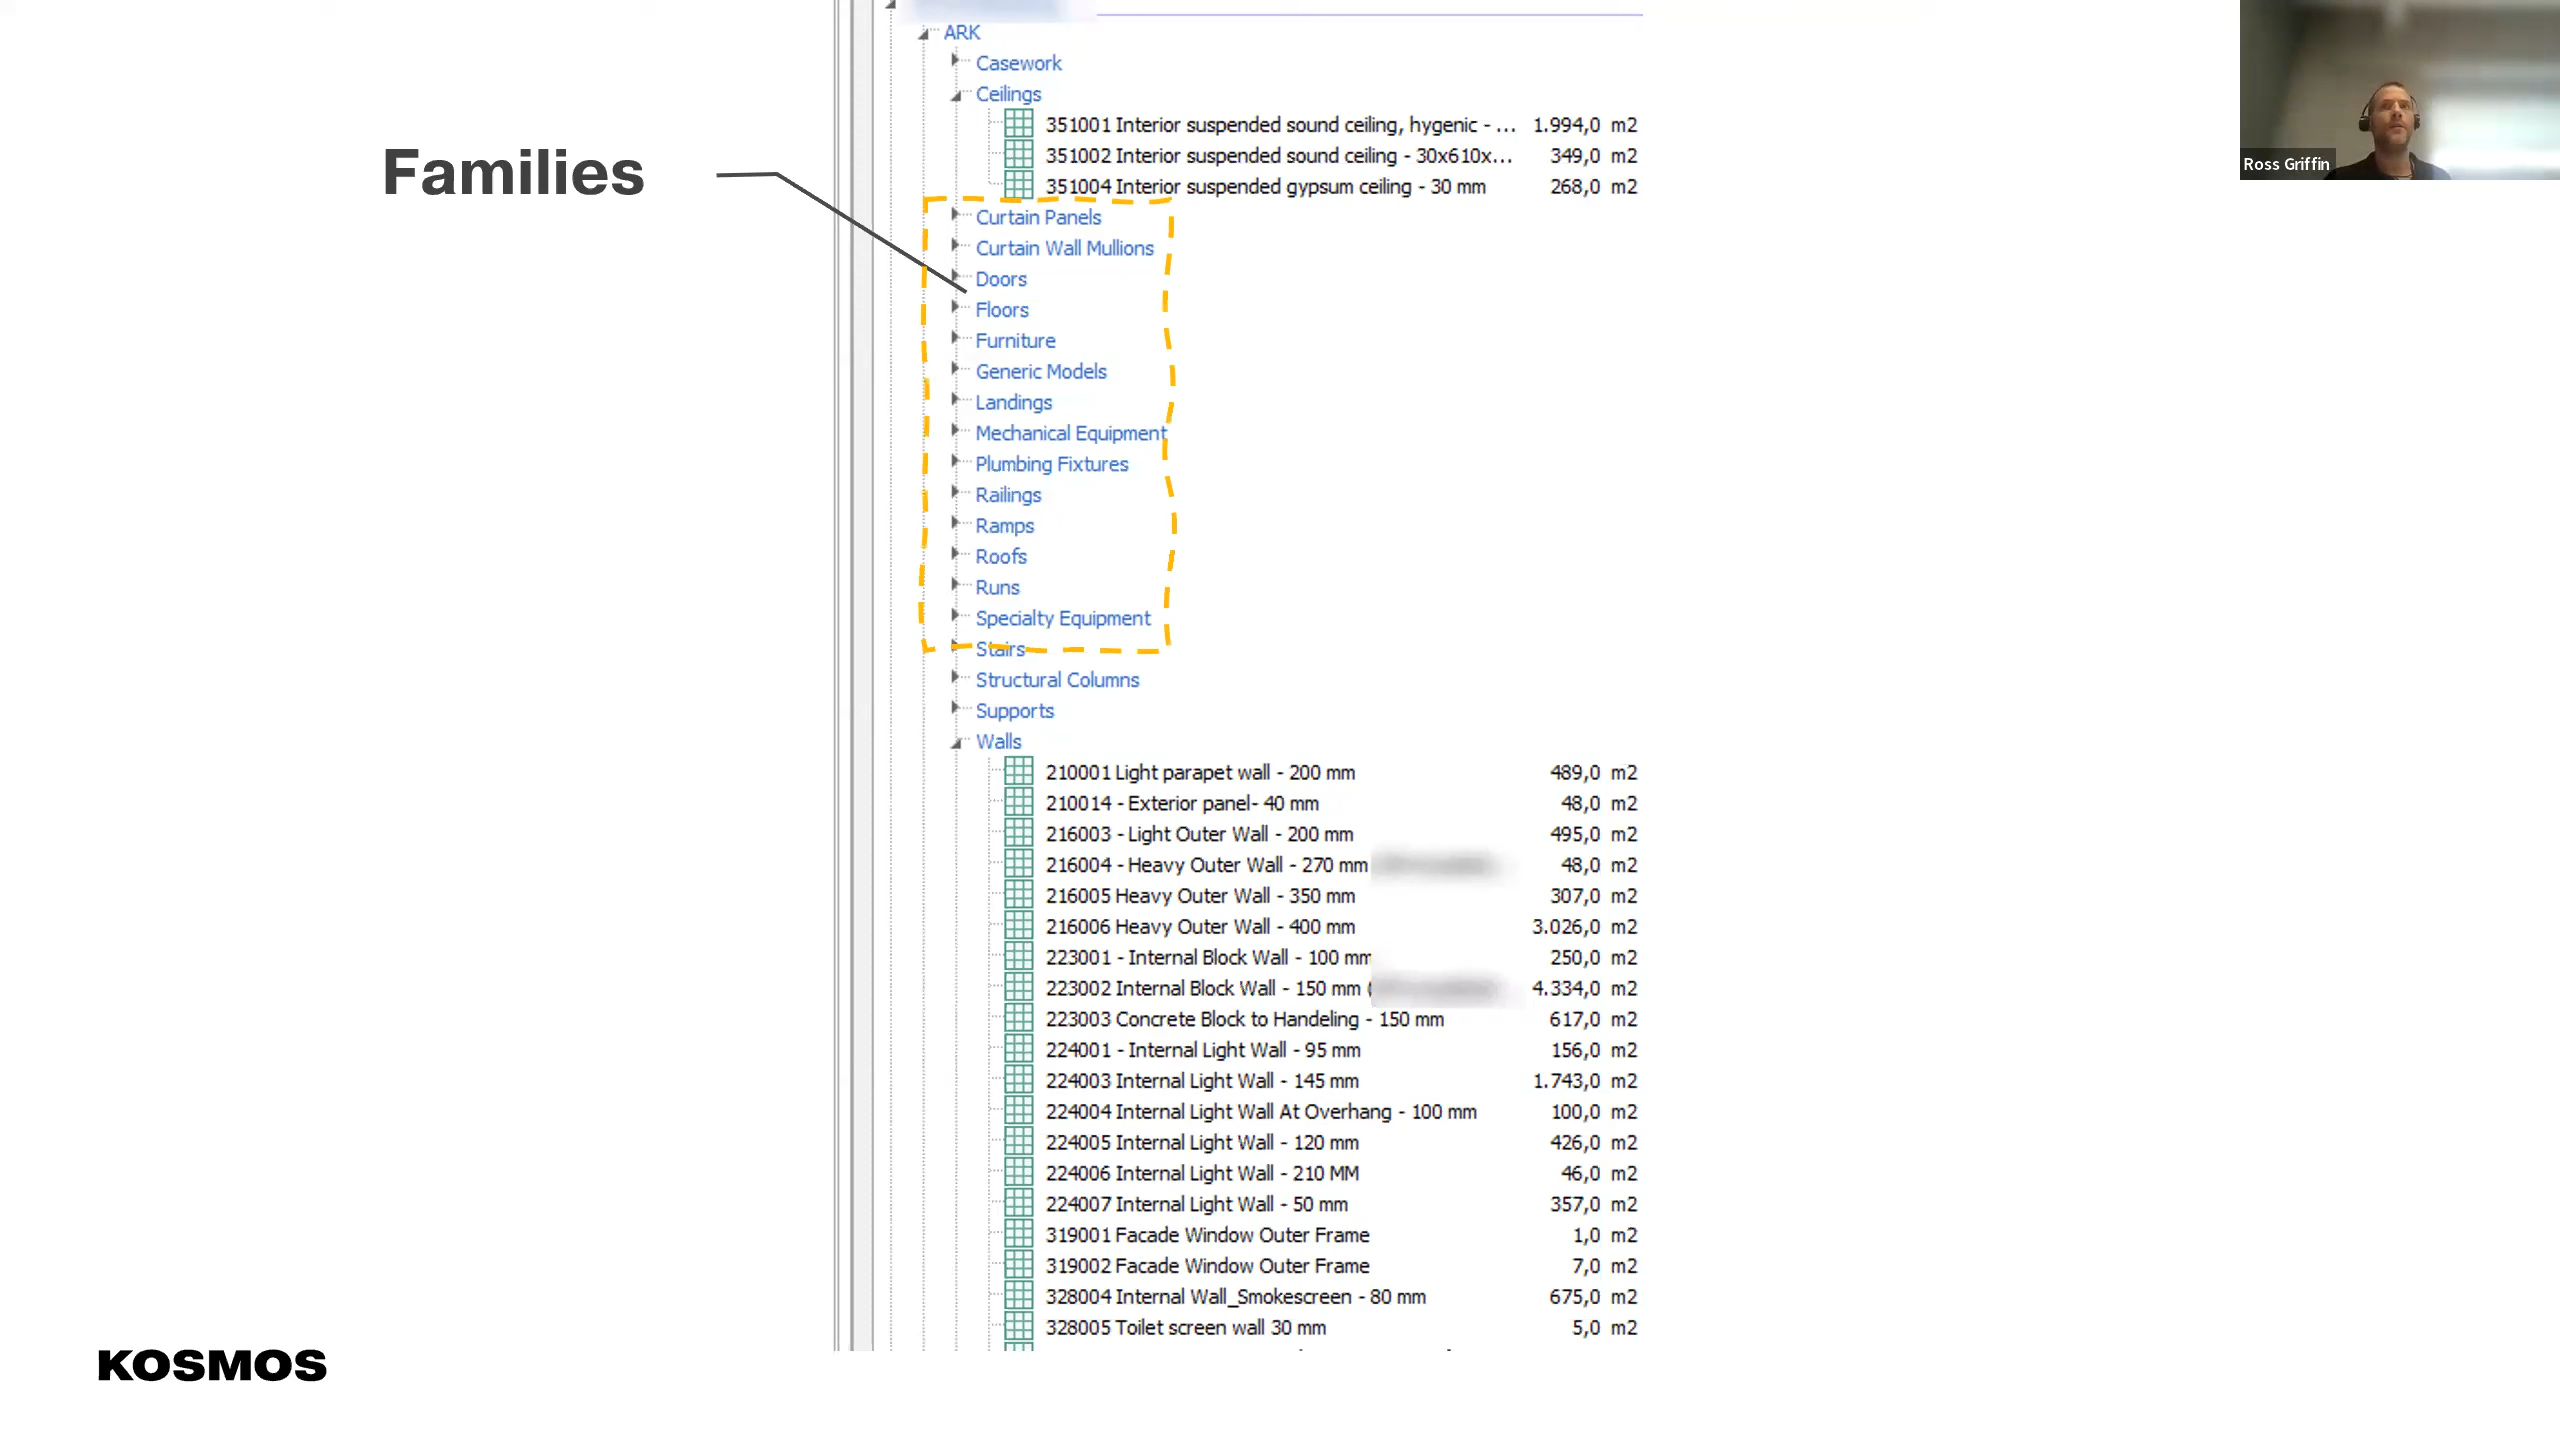 ARK
Casework
Ceilings
351001 Interior suspended sound ceiling, hygenic - ... 1.994,0 m2
351002 Interior suspended sound ceiling - 30x610x... 349,0 m2
351004 Interior suspended gypsum ceiling - 30 mm 268,0 m2
Families
Ross Griffin
Curtain Panels
Curtain Wall Mullions
Doors
Floors
Furniture
Generic Models
Landings
Mechanical Equipment
Plumbing Fixtures
Railings
Ramps
Roofs
Runs
Specialty Equipment
Stairs
Structural Columns
Supports
Walls
210001 Light parapet wall - 200 mm 489,0 m2
210014 - Exterior panel- 40 mm 48,0 m2
216003 - Light Outer Wall - 200 mm 495,0 m2
216004 - Heavy Outer Wall - 270 mm 48,0 m2
216005 Heavy Outer Wall - 350 mm 307,0 m2
216006 Heavy Outer Wall - 400 mm 3.026,0 m2
223001 - Internal Block Wall - 100 mm 250,0 m2
223002 Internal Block Wall - 150 mm ( 4.334,0 m2
223003 Concrete Block to Handeling - 150 mm 617,0 m2
224001 - Internal Light Wall - 95 mm 156,0 m2
224003 Internal Light Wall - 145 mm 1.743,0 m2
224004 Internal Light Wall At Overhang - 100 mm 100,0 m2
224005 Internal Light Wall - 120 mm 426,0 m2
224006 Internal Light Wall - 210 MM 46,0 m2
224007 Internal Light Wall - 50 mm 357,0 m2
319001 Facade Window Outer Frame 1,0 m2
319002 Facade Window Outer Frame 7,0 m2
328004 Internal Wall_Smokescreen - 80 mm 675,0 m2
328005 Toilet screen wall 30 mm 5,0 m2
KOSMOS